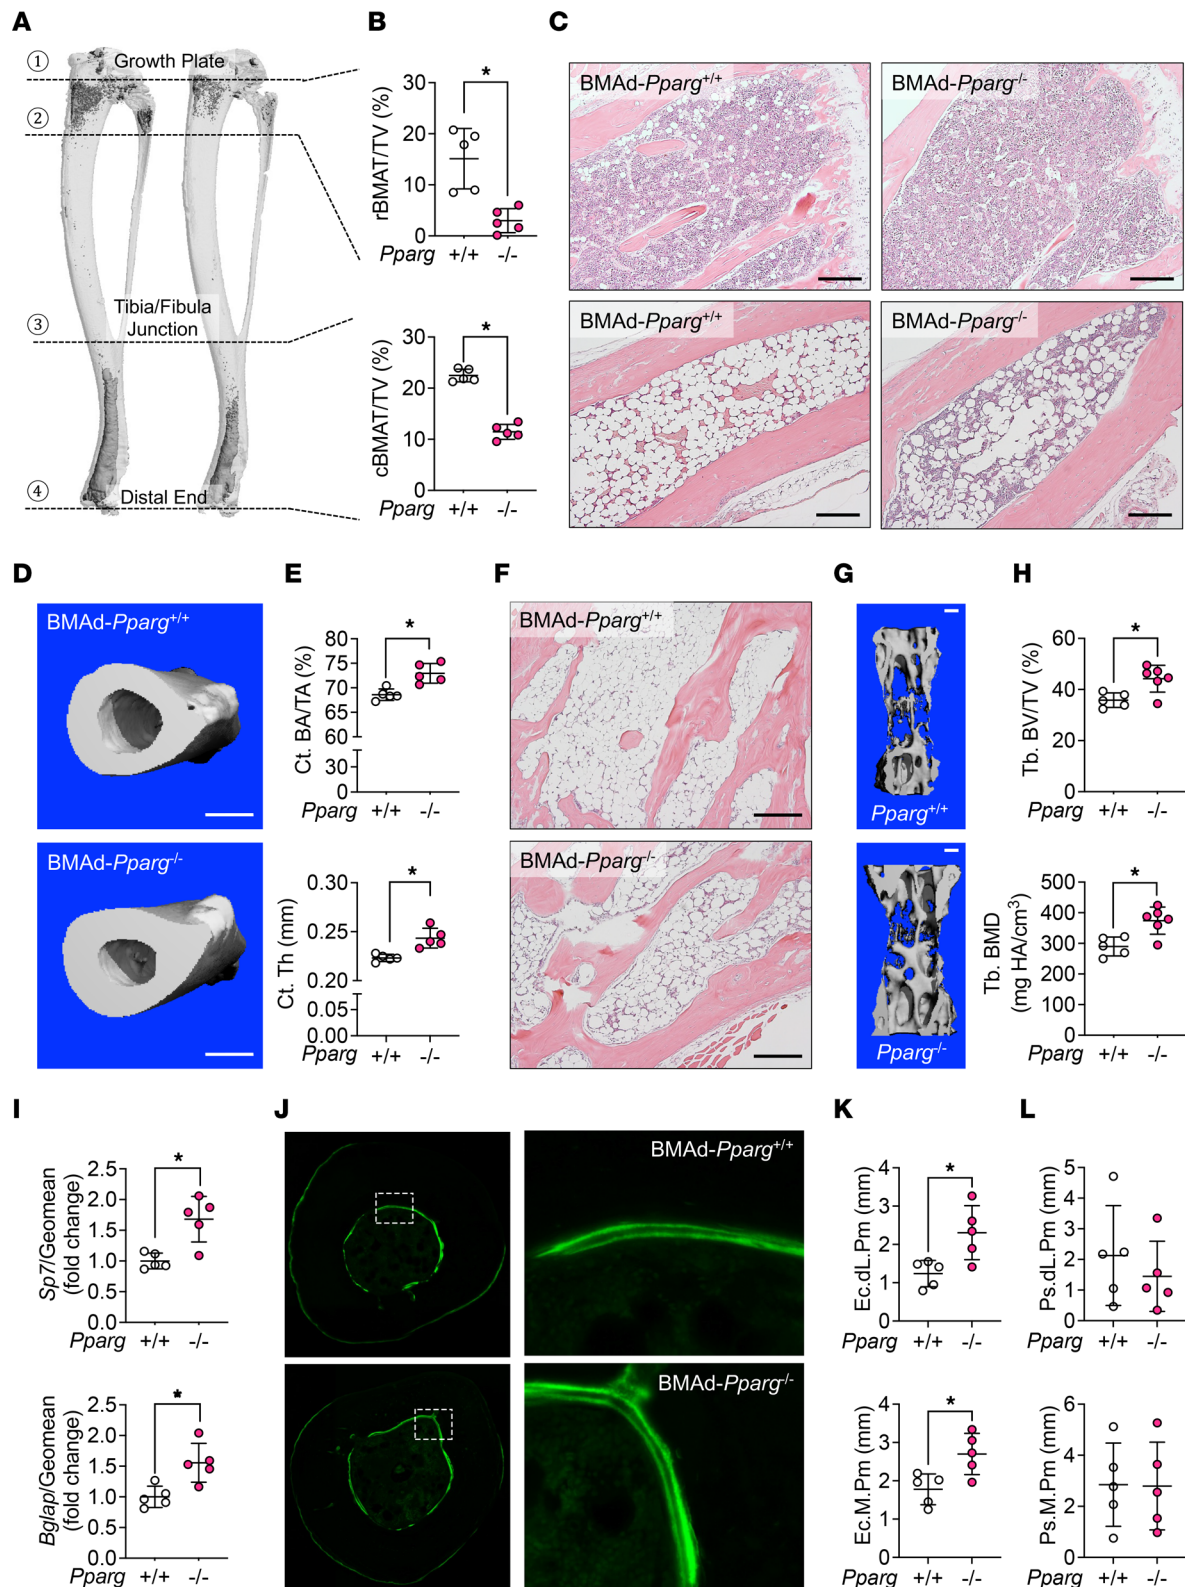 A
①
Growth Plate
②
Tibia/Fibula
Junction
③
④
Distal End
B
rBMAT/TV (%)
30
20
10
0
*
Pparg +/+ -/-
cBMAT/TV (%)
30
20
10
0
*
Pparg +/+ -/-
C
BMAd-Pparg+/+
BMAd-Pparg-/-
BMAd-Pparg+/+
BMAd-Pparg-/-
D
BMAd-Pparg+/+
BMAd-Pparg-/-
E
Ct. BA/TA (%)
80
75
70
65
60
30
0
*
Pparg +/+ -/-
Ct. Th (mm)
0.30
0.25
0.20
0.05
0.00
*
Pparg +/+ -/-
F
BMAd-Pparg+/+
BMAd-Pparg-/-
G
Pparg+/+
Pparg-/-
H
Tb. BV/TV (%)
60
40
20
0
*
Pparg +/+ -/-
Tb. BMD
(mg HA/cm3)
500
400
300
200
100
0
*
Pparg +/+ -/-
I
Sp7/Geomean
(fold change)
2.5
2.0
1.5
1.0
0.5
0.0
*
Pparg +/+ -/-
Bglap/Geomean
(fold change)
2.5
2.0
1.5
1.0
0.5
0.0
*
Pparg +/+ -/-
J
BMAd-Pparg+/+
BMAd-Pparg-/-
K
Ec.dL.Pm (mm)
4
3
2
1
0
*
Pparg +/+ -/-
Ec.M.Pm (mm)
4
3
2
1
0
*
Pparg +/+ -/-
L
Ps.dL.Pm (mm)
5
4
3
2
1
0
Pparg +/+ -/-
Ps.M.Pm (mm)
6
4
2
0
Pparg +/+ -/-